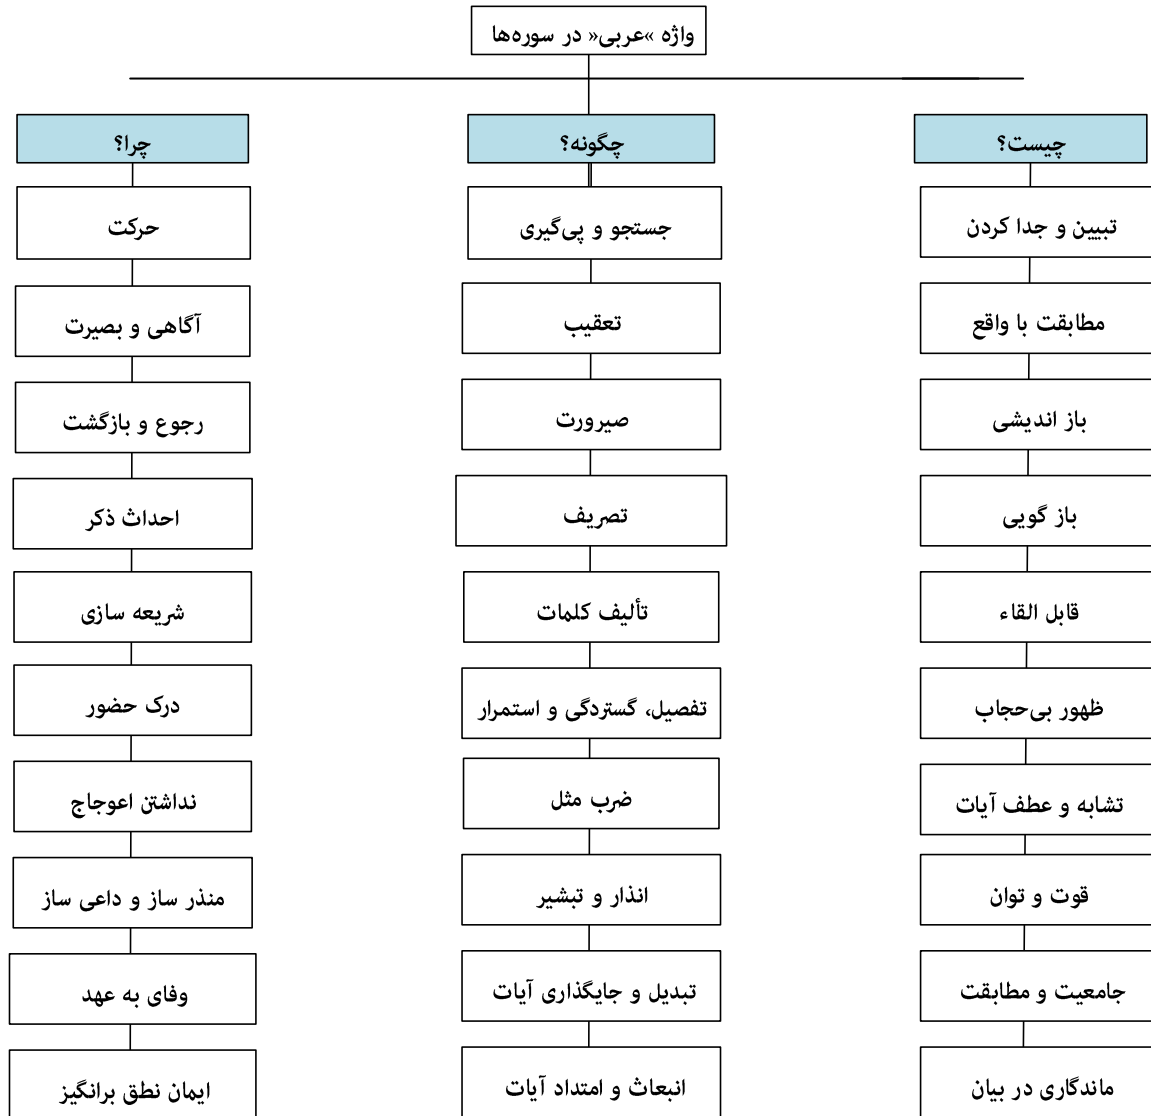 واژه »عربی« در سوره‌ها
چیست؟
تبیین و جدا کردن
مطابقت با واقع
باز اندیشی
باز گویی
قابل القاء
ظهور بی‌حجاب
تشابه و عطف آیات
قوت و توان
جامعیت و مطابقت
ماندگاری در بیان
چگونه؟
جستجو و پی‌گیری
تعقیب
صیرورت
تصریف
تألیف کلمات
تفصیل، گستردگی و استمرار
ضرب مثل
انذار و تبشیر
تبدیل و جایگذاری آیات
انبعاث و امتداد آیات
چرا؟
حرکت
آگاهی و بصیرت
رجوع و بازگشت
احداث ذکر
شریعه سازی
درک حضور
نداشتن اعوجاج
منذر ساز و داعی ساز
وفای به عهد
ایمان نطق برانگیز